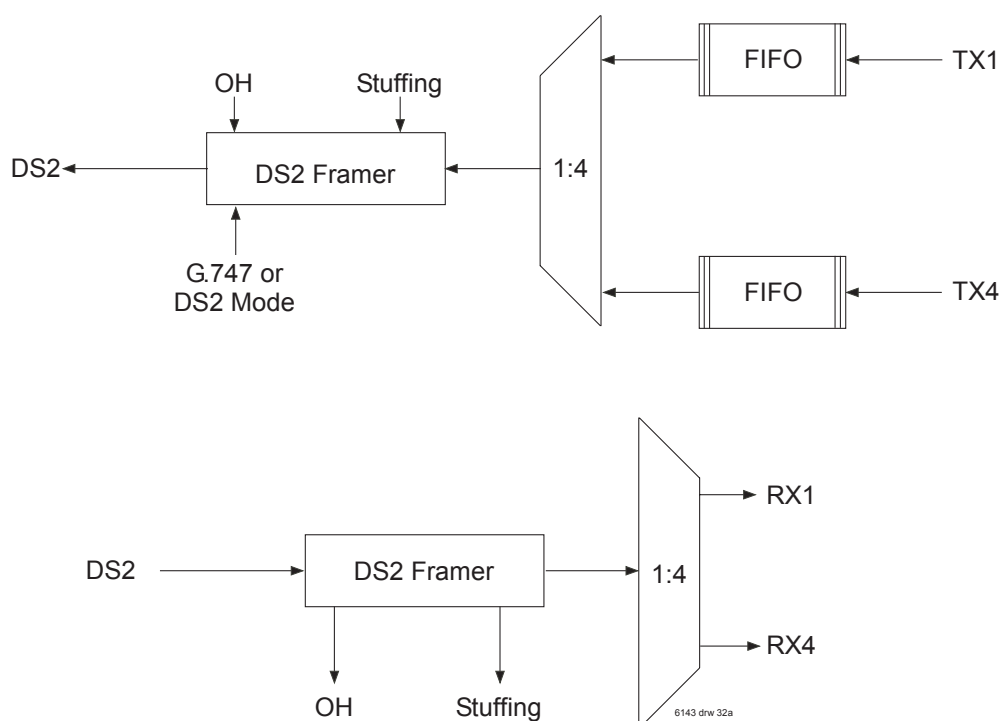 FIFO
TX1
OH
Stuffing
DS2
DS2 Framer
1:4
G.747 or
DS2 Mode
FIFO
TX4
RX1
DS2
DS2 Framer
1:4
RX4
OH
Stuffing
6143 drw 32a